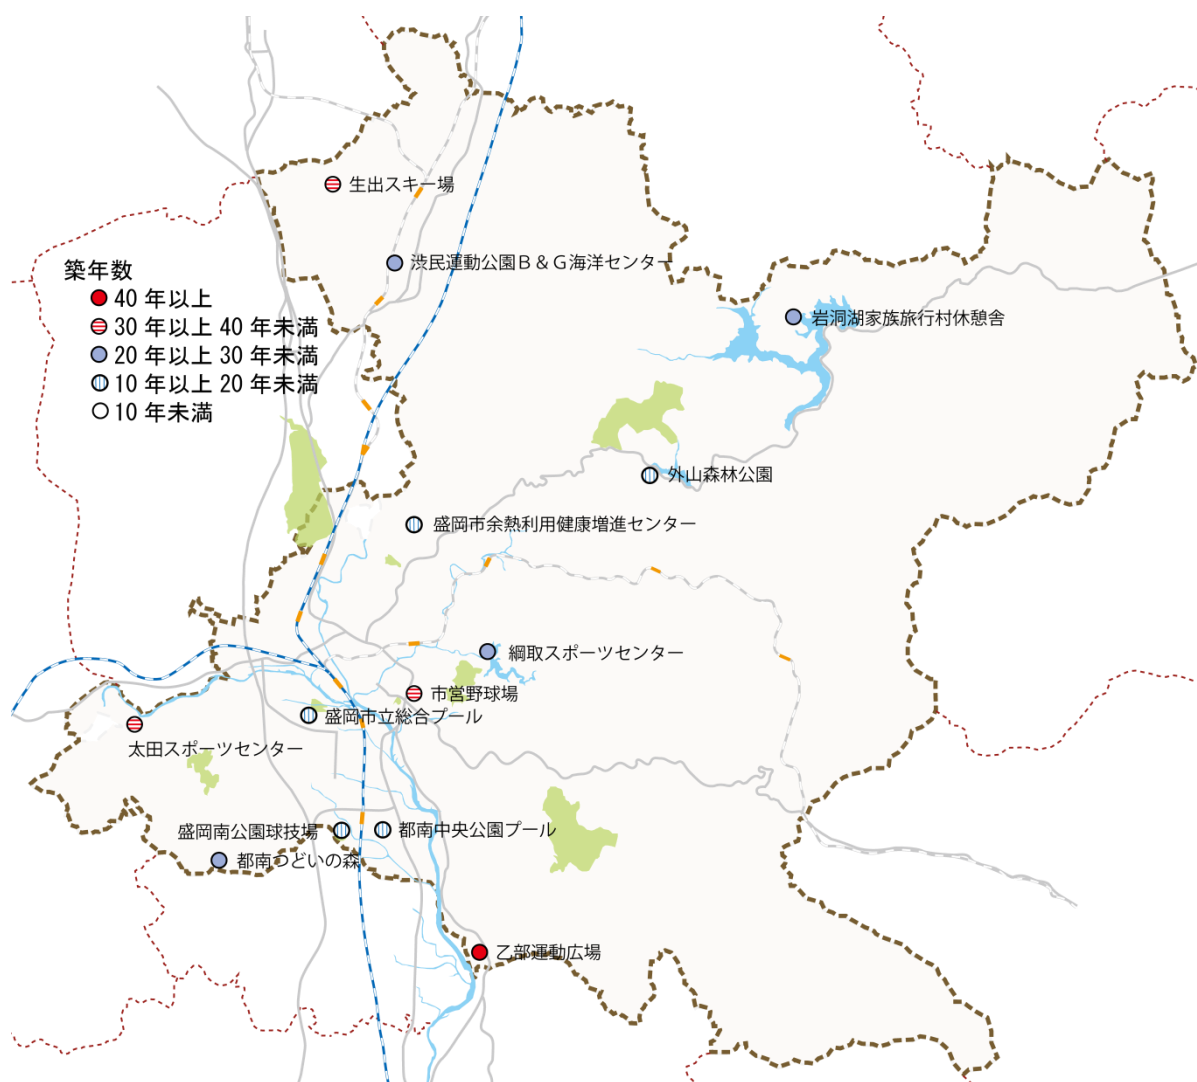 生出スキー場
渋民運動公園Ｂ＆Ｇ海洋センター
築年数
40 年以上
30 年以上 40 年未満
20 年以上 30 年未満
10 年以上 20 年未満
10 年未満
岩洞湖家族旅行村休憩舎
外山森林公園
盛岡市余熱利用健康増進センター
綱取スポーツセンター
市営野球場
盛岡市立総合プール
太田スポーツセンター
盛岡南公園球技場
都南中央公園プール
都南つどいの森
乙部運動広場